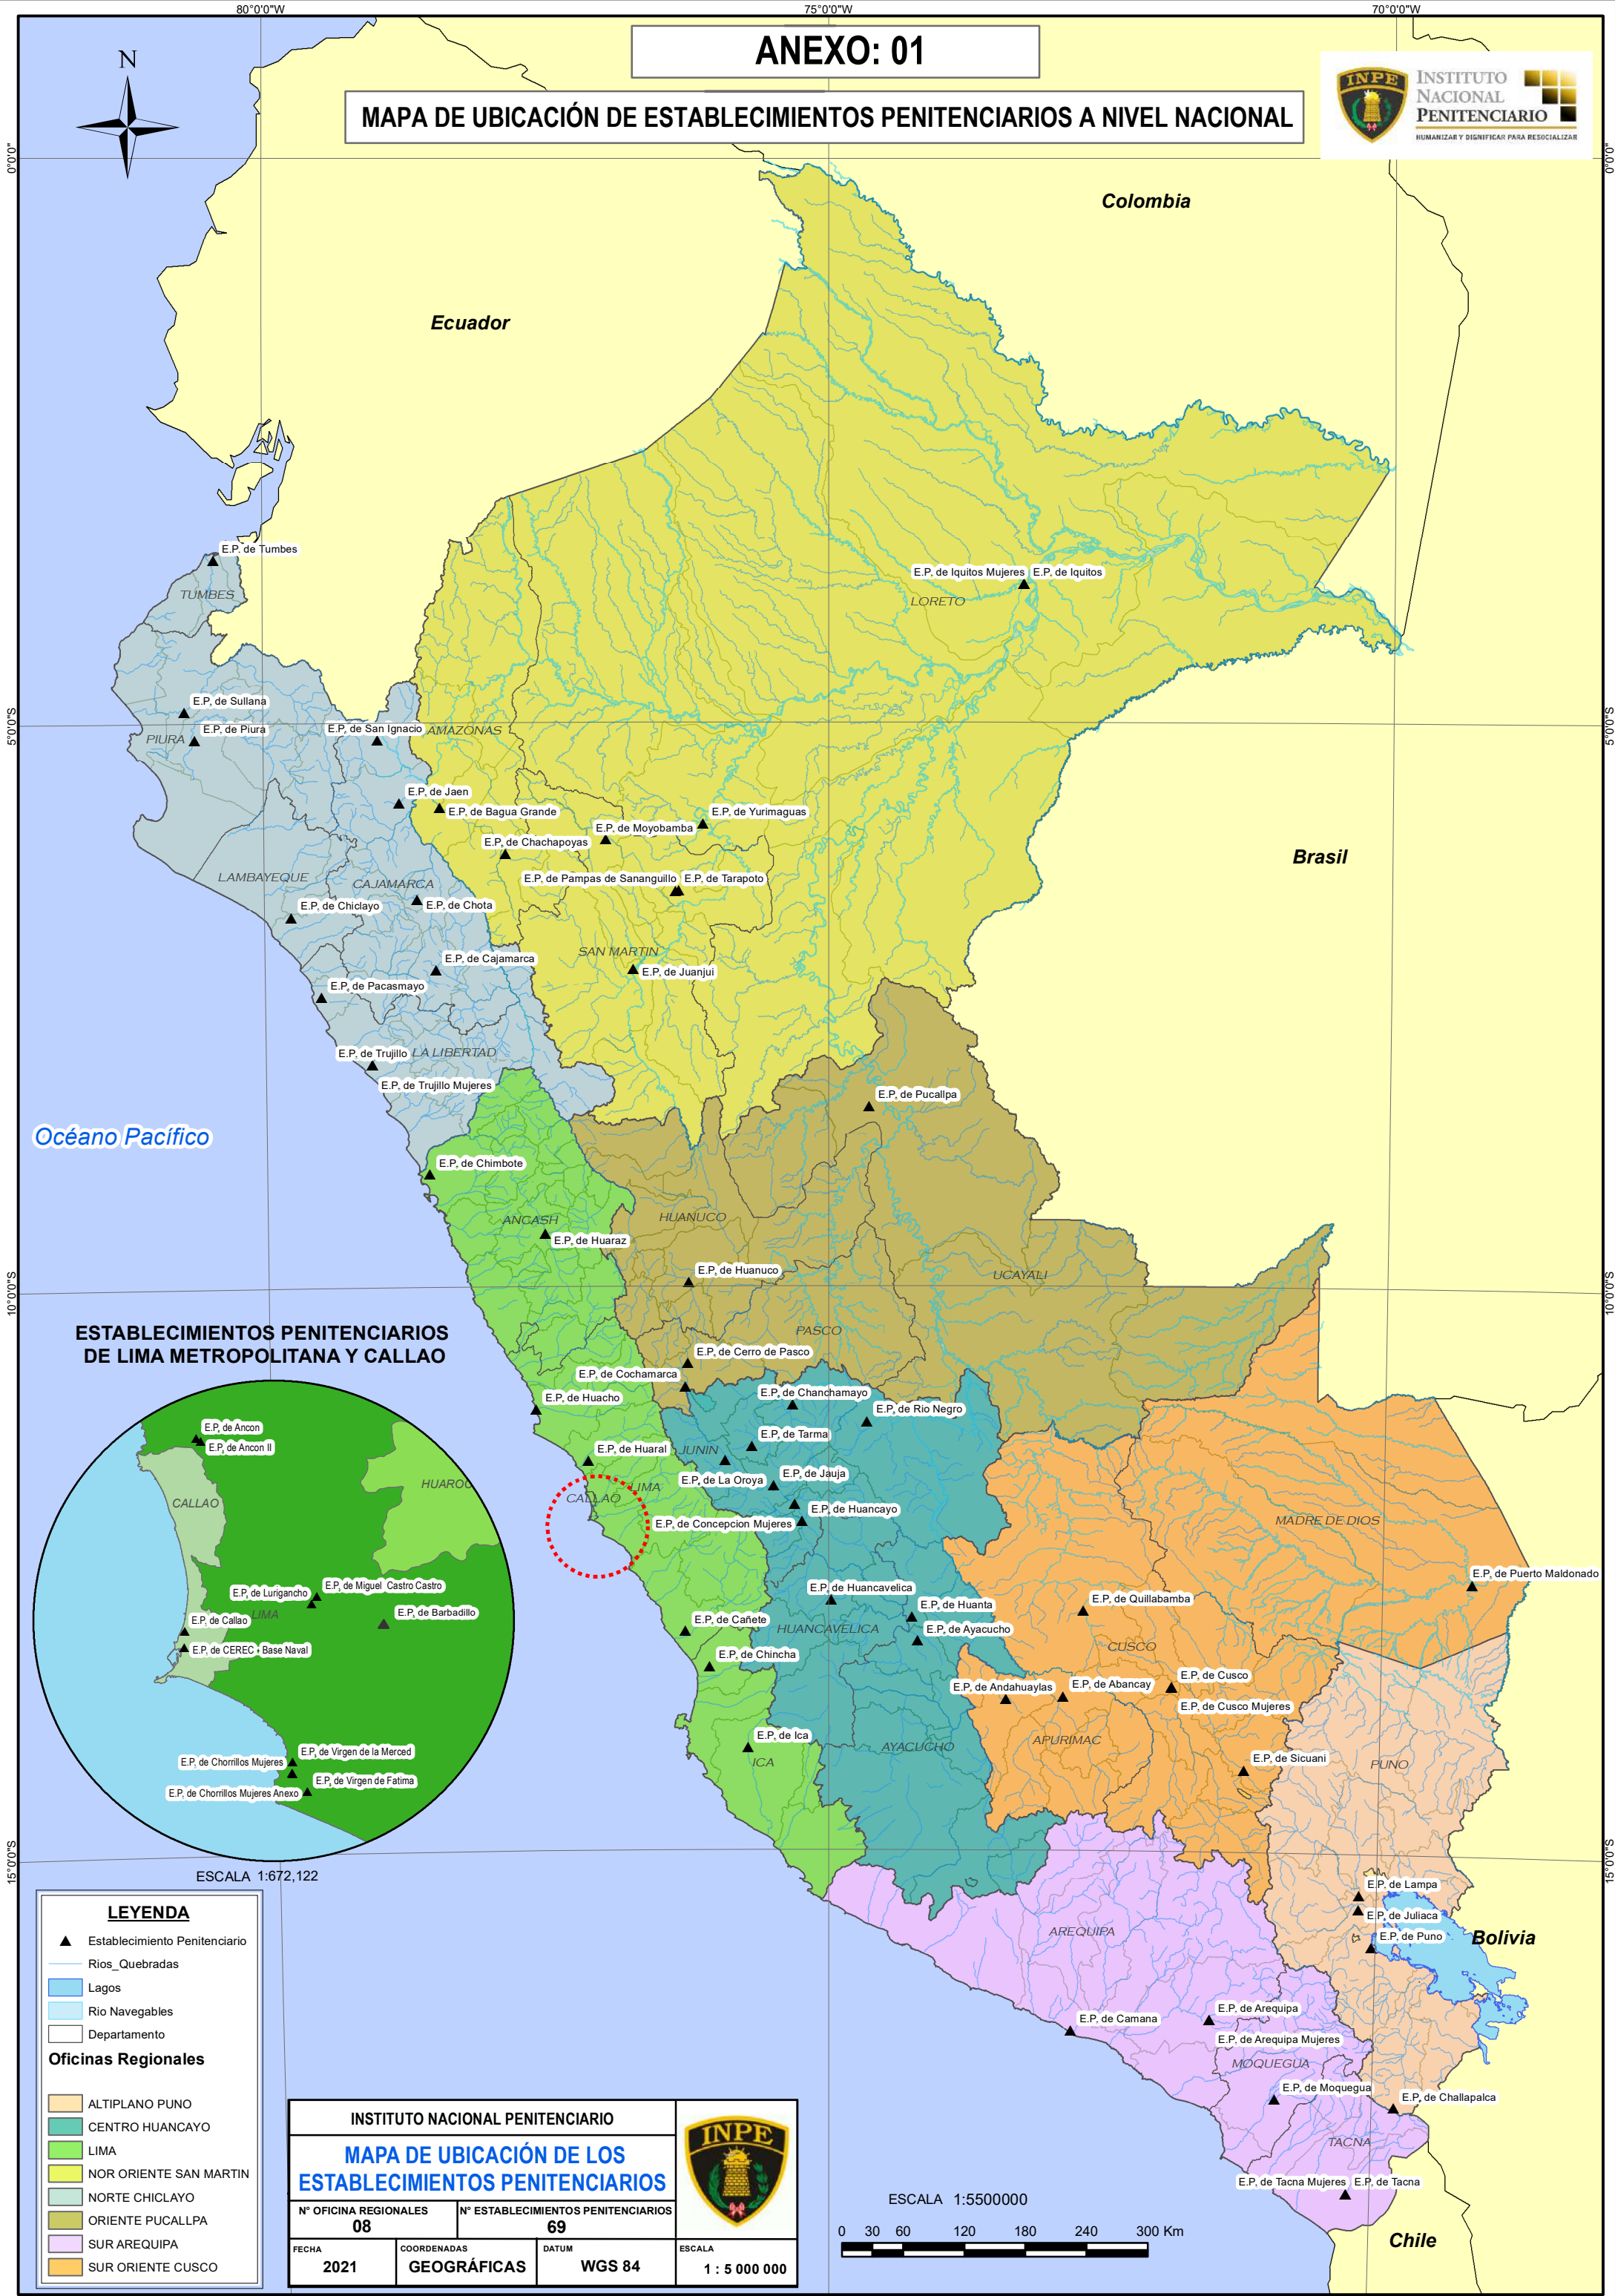 80°0'0"W
75°0'0"W
70°0'0"W
ANEXO: 01
MAPA DE UBICACIÓN DE ESTABLECIMIENTOS PENITENCIARIOS A NIVEL NACIONAL
N
INPE
INSTITUTO
NACIONAL
PENITENCIARIO
HUMANIZAR Y DIGNIFICAR PARA RESOCIALIZAR
0°0'0"
0°0'0"
Colombia
Ecuador
E.P. de Tumbes
TUMBES
E.P. de Iquitos Mujeres
E.P. de Iquitos
LORETO
E.P. de Sullana
E.P. de Piura
PIURA
E.P. de San Ignacio
AMAZONAS
5°0'0"S
5°0'0"S
E.P. de Jaen
E.P. de Bagua Grande
E.P. de Yurimaguas
E.P. de Moyobamba
E.P. de Chachapoyas
Brasil
E.P. de Pampas de Sananguillo
E.P. de Tarapoto
LAMBAYEQUE
CAJAMARCA
E.P. de Chiclayo
E.P. de Chota
SAN MARTIN
E.P. de Cajamarca
E.P. de Juanjui
E.P. de Pacasmayo
E.P. de Trujillo
LA LIBERTAD
E.P. de Trujillo Mujeres
E.P. de Pucallpa
Océano Pacífico
E.P. de Chimbote
ANCASH
HUANUCO
E.P. de Huaraz
E.P. de Huanuco
UCAYALI
10°0'0"S
10°0'0"S
PASCO
ESTABLECIMIENTOS PENITENCIARIOS
DE LIMA METROPOLITANA Y CALLAO
E.P. de Cerro de Pasco
E.P. de Cochamarca
E.P. de Chanchamayo
E.P. de Huacho
E.P. de Rio Negro
E.P. de Tarma
E.P. de Huaral
JUNIN
E.P. de La Oroya
E.P. de Jauja
LIMA
CALLAO
E.P. de Huancayo
E.P. de Concepcion Mujeres
MADRE DE DIOS
E.P. de Ancon
E.P. de Ancon II
CALLAO
HUAROC
E.P. de Miguel Castro Castro
E.P. de Lurigancho
LIMA
E.P. de Barbadillo
E.P. de Callao
E.P. de CEREC - Base Naval
E.P. de Virgen de la Merced
E.P. de Chorrillos Mujeres
E.P. de Virgen de Fatima
E.P. de Chorrillos Mujeres Anexo
E.P. de Puerto Maldonado
E.P. de Huancavelica
E.P. de Quillabamba
E.P. de Huanta
HUANCAVELICA
E.P. de Ayacucho
E.P. de Cañete
CUSCO
E.P. de Chincha
E.P. de Cusco
E.P. de Andahuaylas
E.P. de Abancay
E.P. de Cusco Mujeres
E.P. de Ica
ICA
AYACUCHO
APURIMAC
E.P. de Sicuani
PUNO
15°0'0"S
15°0'0"S
ESCALA 1:672,122
E.P. de Lampa
E.P. de Juliaca
E.P. de Puno
Bolivia
AREQUIPA
E.P. de Camana
E.P. de Arequipa
E.P. de Arequipa Mujeres
MOQUEGUA
E.P. de Moquegua
E.P. de Challapalca
TACNA
E.P. de Tacna Mujeres
E.P. de Tacna
Chile
LEYENDA
Establecimiento Penitenciario
Rios_Quebradas
Lagos
Rio Navegables
Departamento
Oficinas Regionales
ALTIPLANO PUNO
CENTRO HUANCAYO
LIMA
NOR ORIENTE SAN MARTIN
NORTE CHICLAYO
ORIENTE PUCALLPA
SUR AREQUIPA
SUR ORIENTE CUSCO
INSTITUTO NACIONAL PENITENCIARIO
MAPA DE UBICACIÓN DE LOS
ESTABLECIMIENTOS PENITENCIARIOS
INPE
N° OFICINA REGIONALES
08
N° ESTABLECIMIENTOS PENITENCIARIOS
69
FECHA
2021
COORDENADAS
GEOGRÁFICAS
DATUM
WGS 84
ESCALA
1 : 5 000 000
ESCALA 1:5500000
0 30 60 120 180 240 300 Km